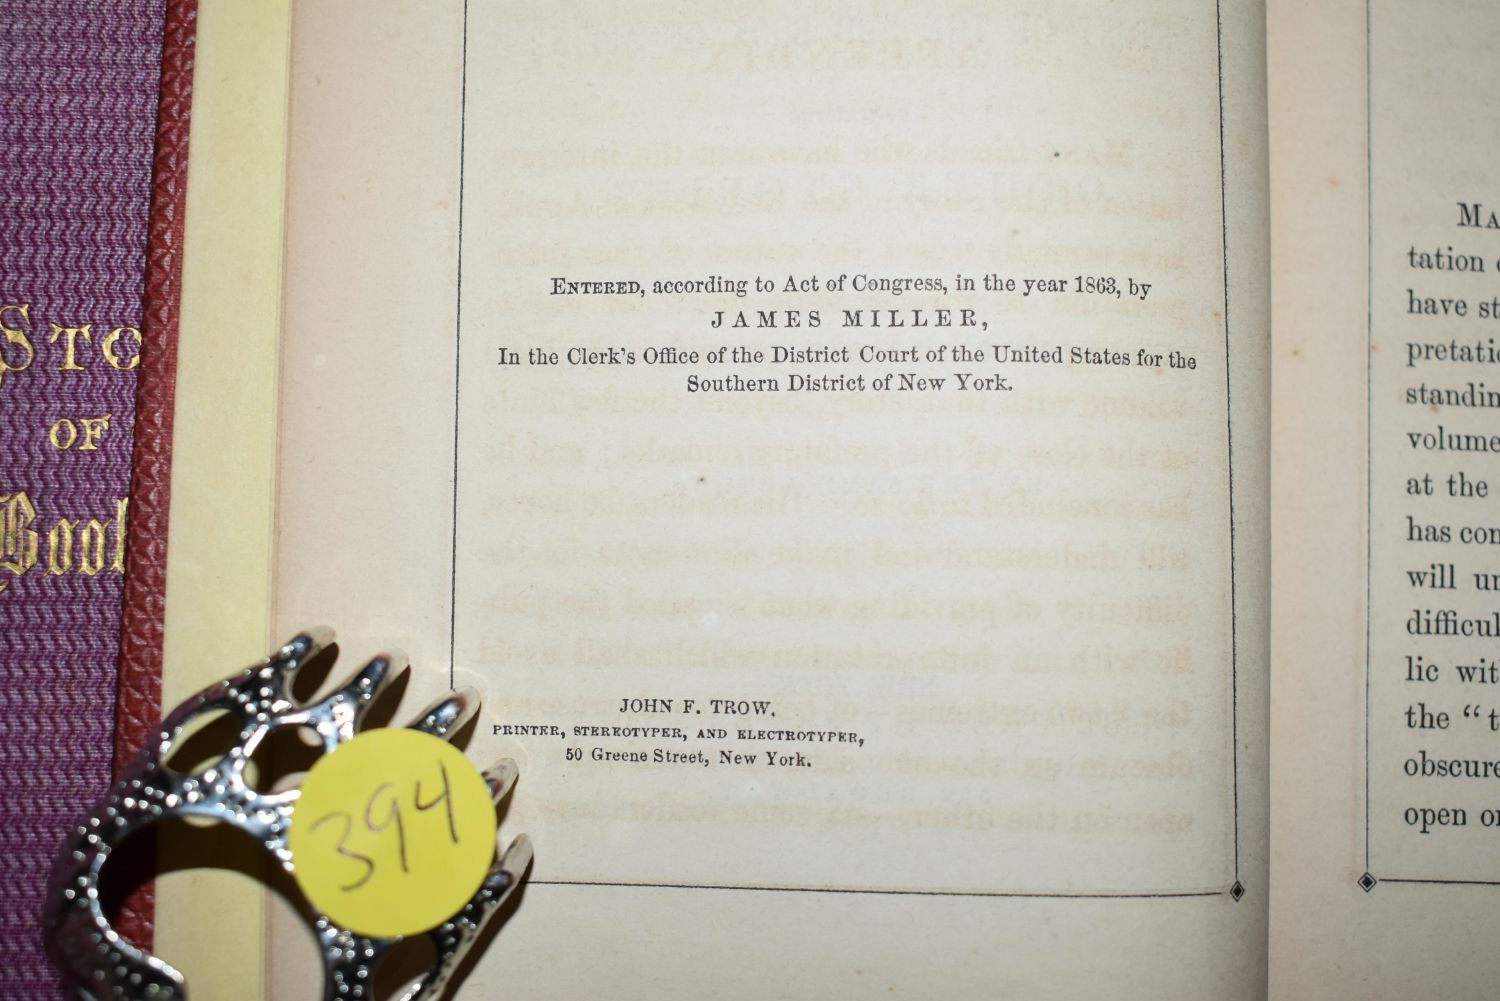 STO
OF
Book
ENTERED, according to Act of Congress, in the year 1863, by
JAMES MILLER,
In the Clerk's Office of the District Court of the United States for the
Southern District of New York.
JOHN F. TROW,
PRINTER, STEREOTYPER, AND ELECTROTYPER,
50 Greene Street, New York.
394
MA
tation
have st
pretati
standin
volume
at the
has con
will un
difficul
lic wit
the "t
obscure
open or